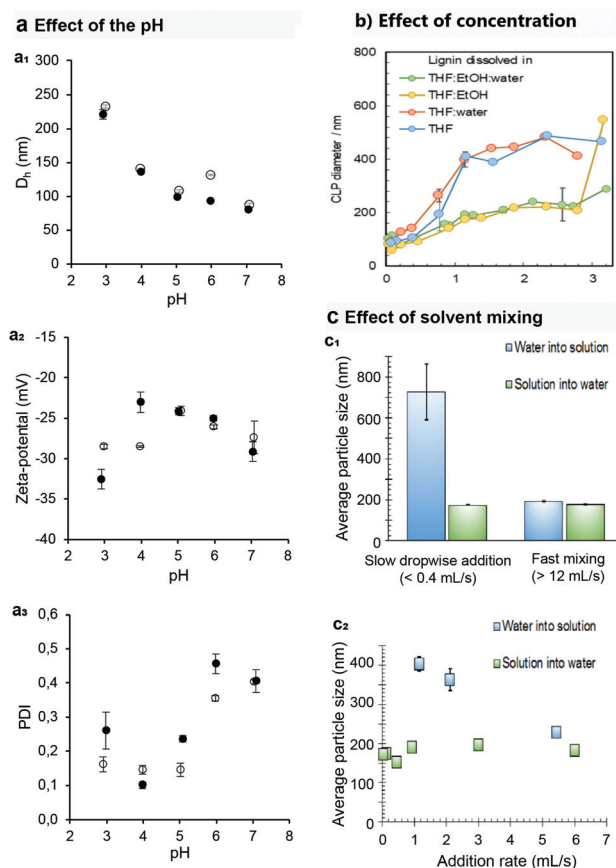 a Effect of the pH
a1
300
250
200
150
100
50
0
Dh (nm)
2 3 4 5 6 7 8
pH
a2
-10
-15
-20
-25
-30
-35
-40
Zeta-potential (mV)
2 3 4 5 6 7 8
pH
a3
0,6
0,5
0,4
0,3
0,2
0,1
0,0
PDI
2 3 4 5 6 7 8
pH
b) Effect of concentration
800
600
400
200
0
CLP diameter / nm
Lignin dissolved in
THF:EtOH:water
THF:EtOH
THF:water
THF
0 1 2 3
c Effect of solvent mixing
c1
Water into solution
Solution into water
800
600
400
200
0
Average particle size (nm)
Slow dropwise addition
(< 0.4 mL/s)
Fast mixing
(> 12 mL/s)
c2
Water into solution
Solution into water
400
300
200
100
0
Average particle size (nm)
0 1 2 3 4 5 6 7
Addition rate (mL/s)